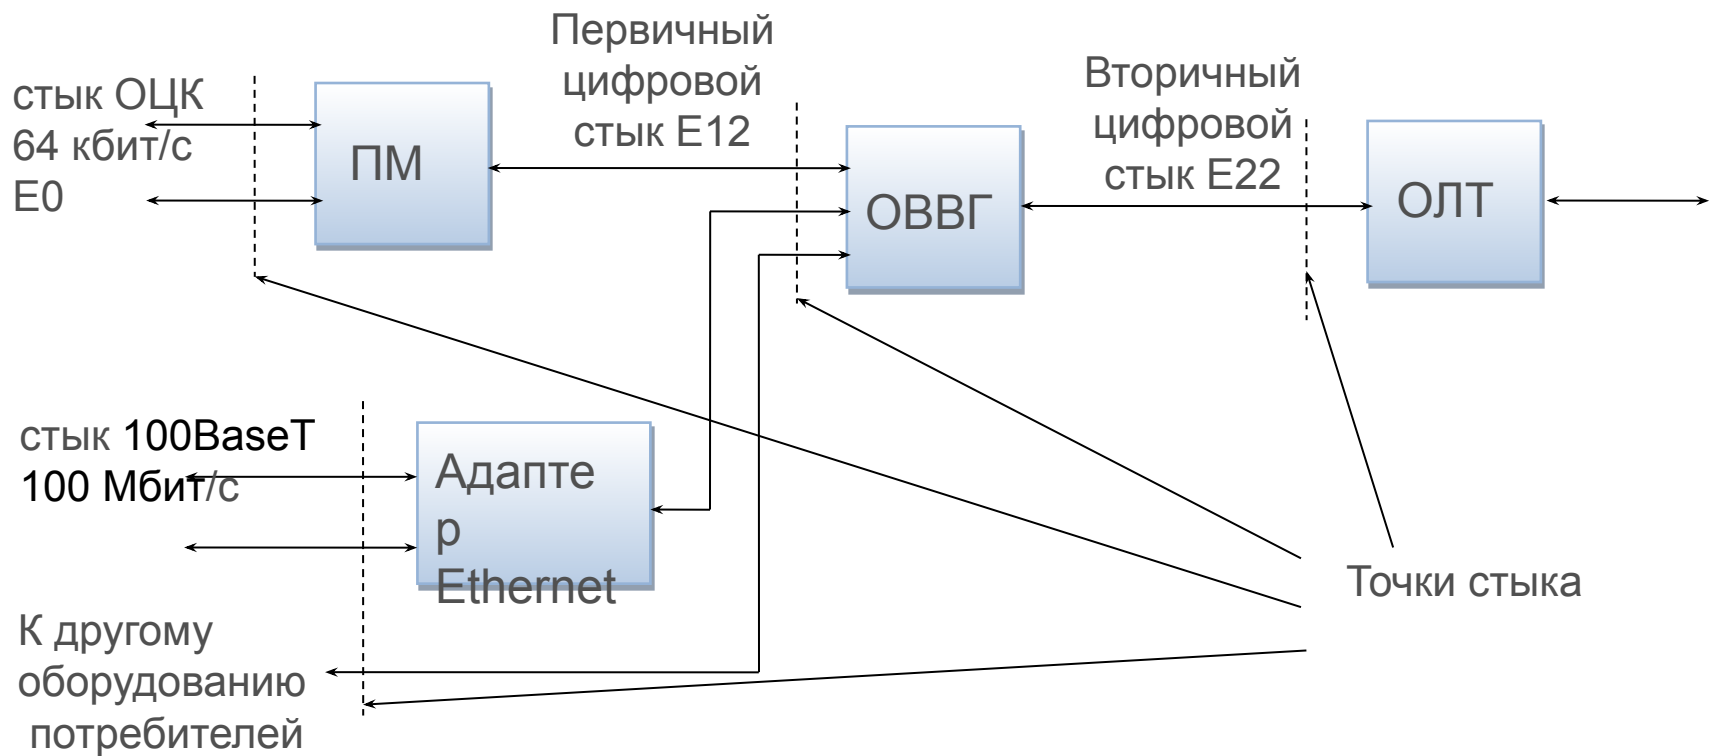 стык ОЦК
64 кбит/с
Е0
ПМ
Первичный
цифровой
стык Е12
ОВВГ
Вторичный
цифровой
стык Е22
ОЛТ
стык 100BaseT
100 Мбит/с
Адапте
р
Ethernet
Точки стыка
К другому
оборудованию
потребителей